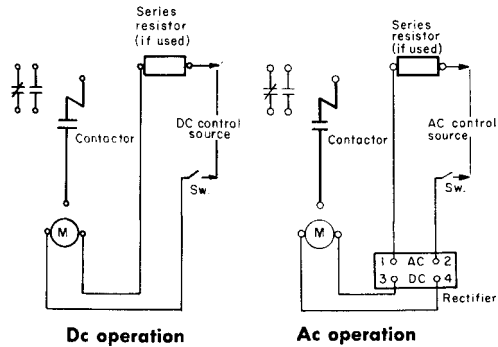 Series
resistor
(if used)
DC control
source
Contactor
Sw.
M
Dc operation
Series
resistor
(if used)
AC control
source
Contactor
Sw.
M
1 AC 2
3 DC 4
Rectifier
Ac operation